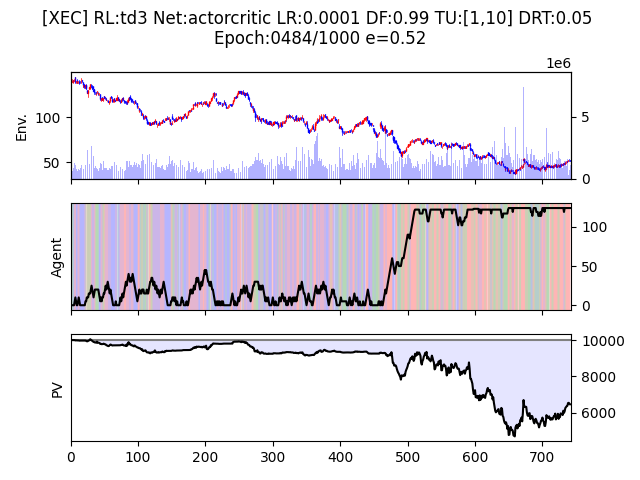 [XEC] RL:td3 Net:actorcritic LR:0.0001 DF:0.99 TU:[1,10] DRT:0.05
Epoch:0484/1000 e=0.52
1e6
Env.
100
50
5
0
Agent
100
50
0
PV
10000
8000
6000
0 100 200 300 400 500 600 700